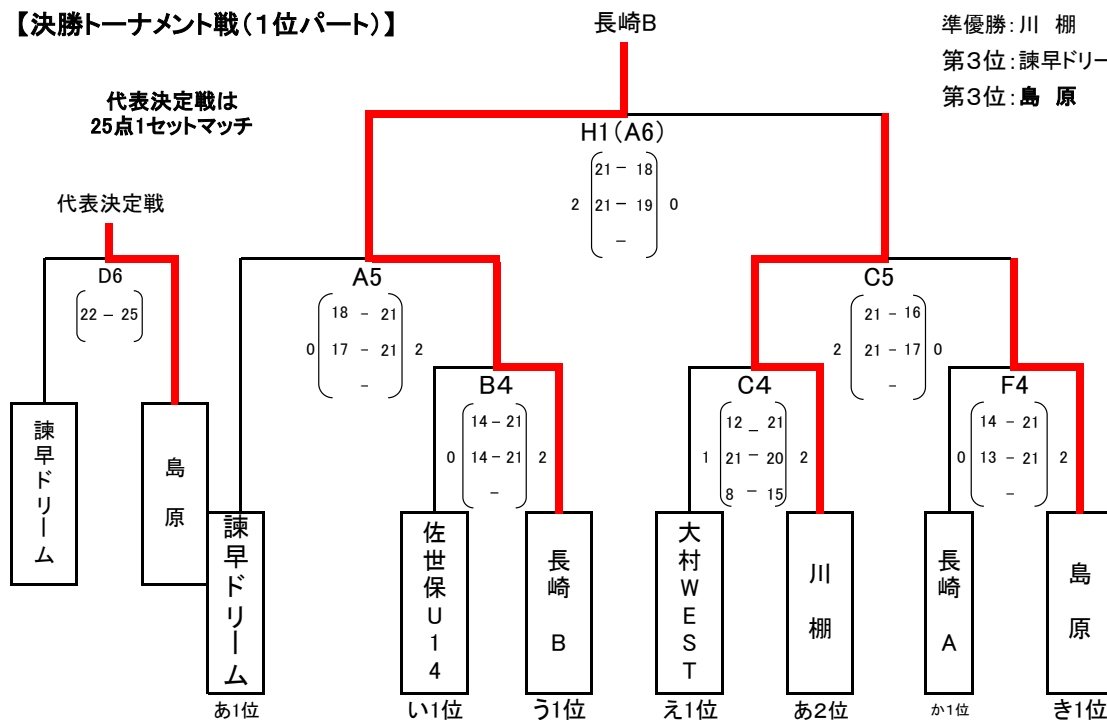 【決勝トーナメント戦(1位パート)】
長崎B
準優勝:川 棚
第3位:諫早ドリー
第3位:島 原
代表決定戦は
25点1セットマッチ
H1(A6)
21 - 18
2 21 - 19 0
-
代表決定戦
D6
22 - 25
A5
18 - 21
0 17 - 21 2
-
C5
21 - 16
2 21 - 17 0
-
B4
14 - 21
0 14 - 21 2
-
C4
12 - 21
1 21 - 20 2
8 - 15
F4
14 - 21
0 13 - 21 2
-
諫早ドリーム
島原
諫早ドリーム
佐世保U14
長崎B
大村WEST
川棚
長崎A
島原
あ1位 い1位 う1位 え1位 あ2位 か1位 き1位